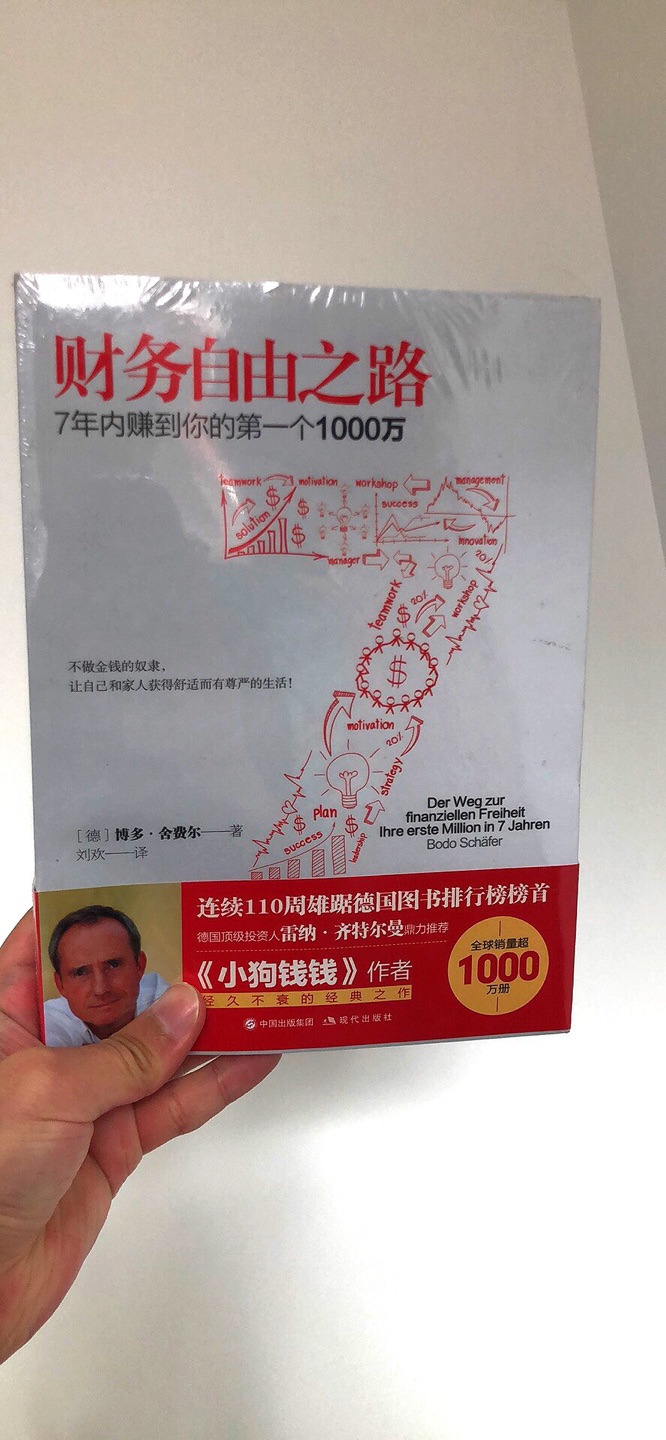 财务自由之路
7年内赚到你的第一个1000万
teamwork motivation workshop management
solution
success
innovation
manager
20%
teamwork
20%
workshop
motivation
20%
strategy
plan
success
leadership
不做金钱的奴隶，
让自己和家人获得舒适而有尊严的生活！
[德] 博多·舍费尔——著
刘欢——译
Der Weg zur
finanziellen Freiheit
Ihre erste Million in 7 Jahren
Bodo Schäfer
连续110周雄踞德国图书排行榜榜首
德国顶级投资人雷纳·齐特尔曼鼎力推荐
《小狗钱钱》作者
经久不衰的经典之作
全球销量超
1000
万册
中国出版集团 现代出版社